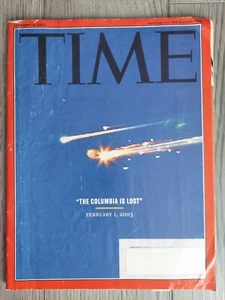 TIME
"THE COLUMBIA IS LOST"
FEBRUARY 1, 2003